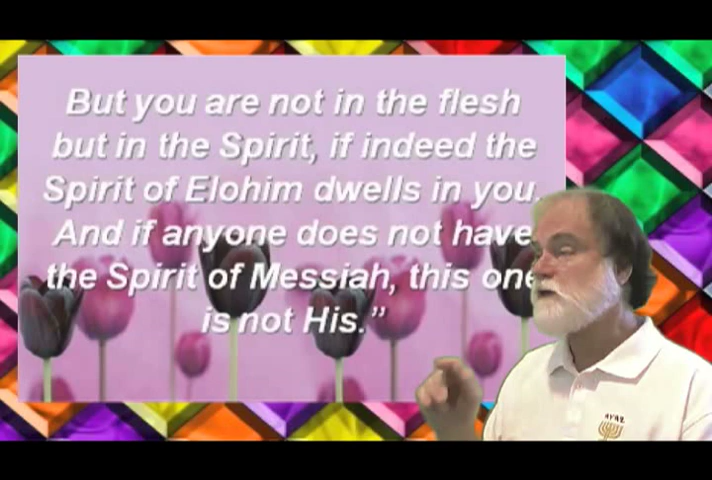 But you are not in the flesh
but in the Spirit, if indeed the
Spirit of Elohim dwells in you.
And if anyone does not have
the Spirit of Messiah, this one
is not His.”